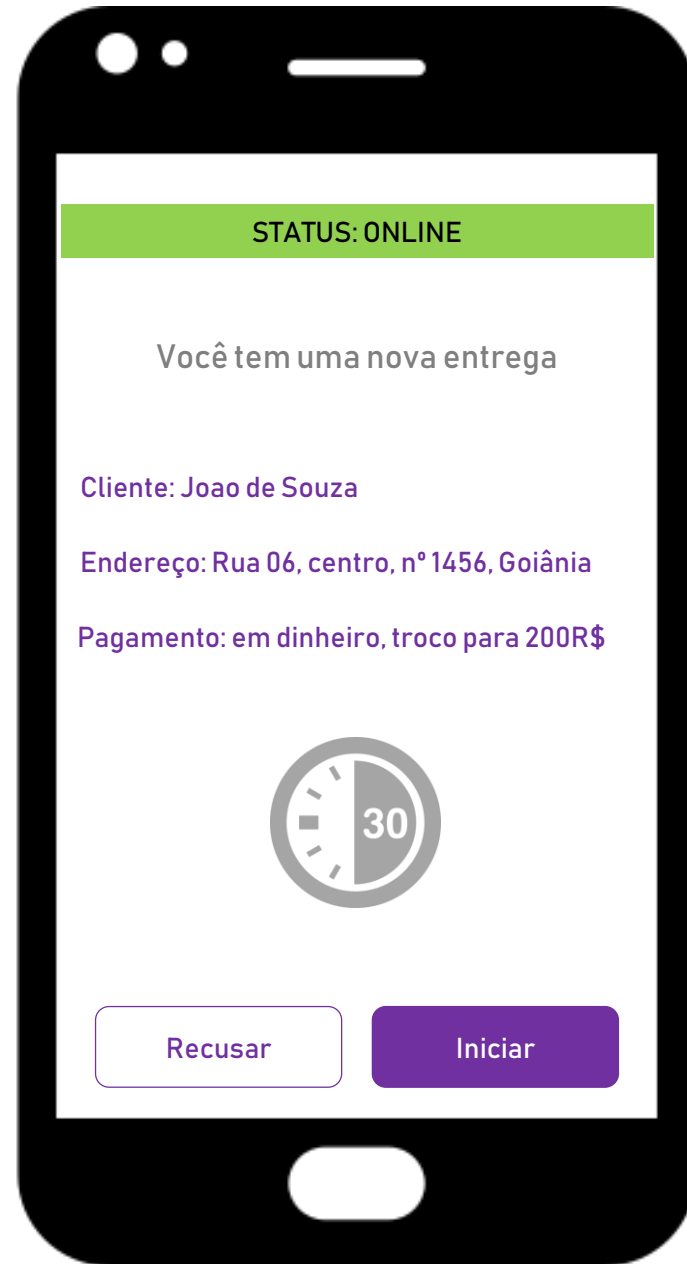 STATUS: ONLINE
Você tem uma nova entrega
Cliente: Joao de Souza
Endereço: Rua 06, centro, nº 1456, Goiânia
Pagamento: em dinheiro, troco para 200R$
30
Recusar
Iniciar